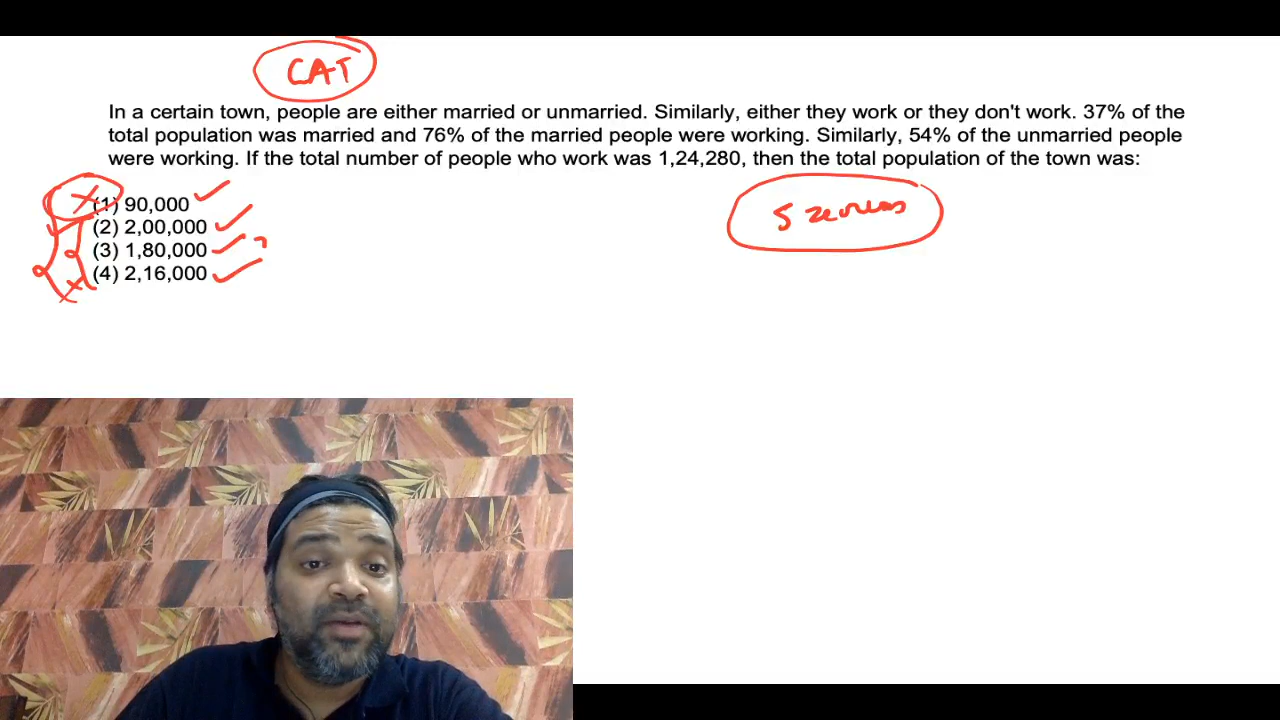 CAT
In a certain town, people are either married or unmarried. Similarly, either they work or they don't work. 37% of the
total population was married and 76% of the married people were working. Similarly, 54% of the unmarried people
were working. If the total number of people who work was 1,24,280, then the total population of the town was:
(1) 90,000
(2) 2,00,000
(3) 1,80,000 ?
(4) 2,16,000
5